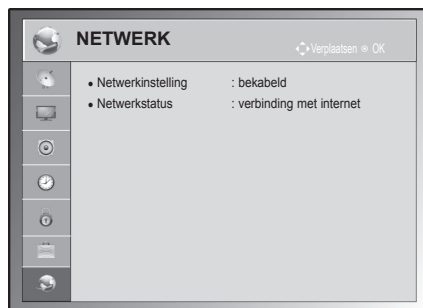 NETWERK
Verplaatsen OK
• Netwerkinstelling : bekabeld
• Netwerkstatus : verbinding met internet